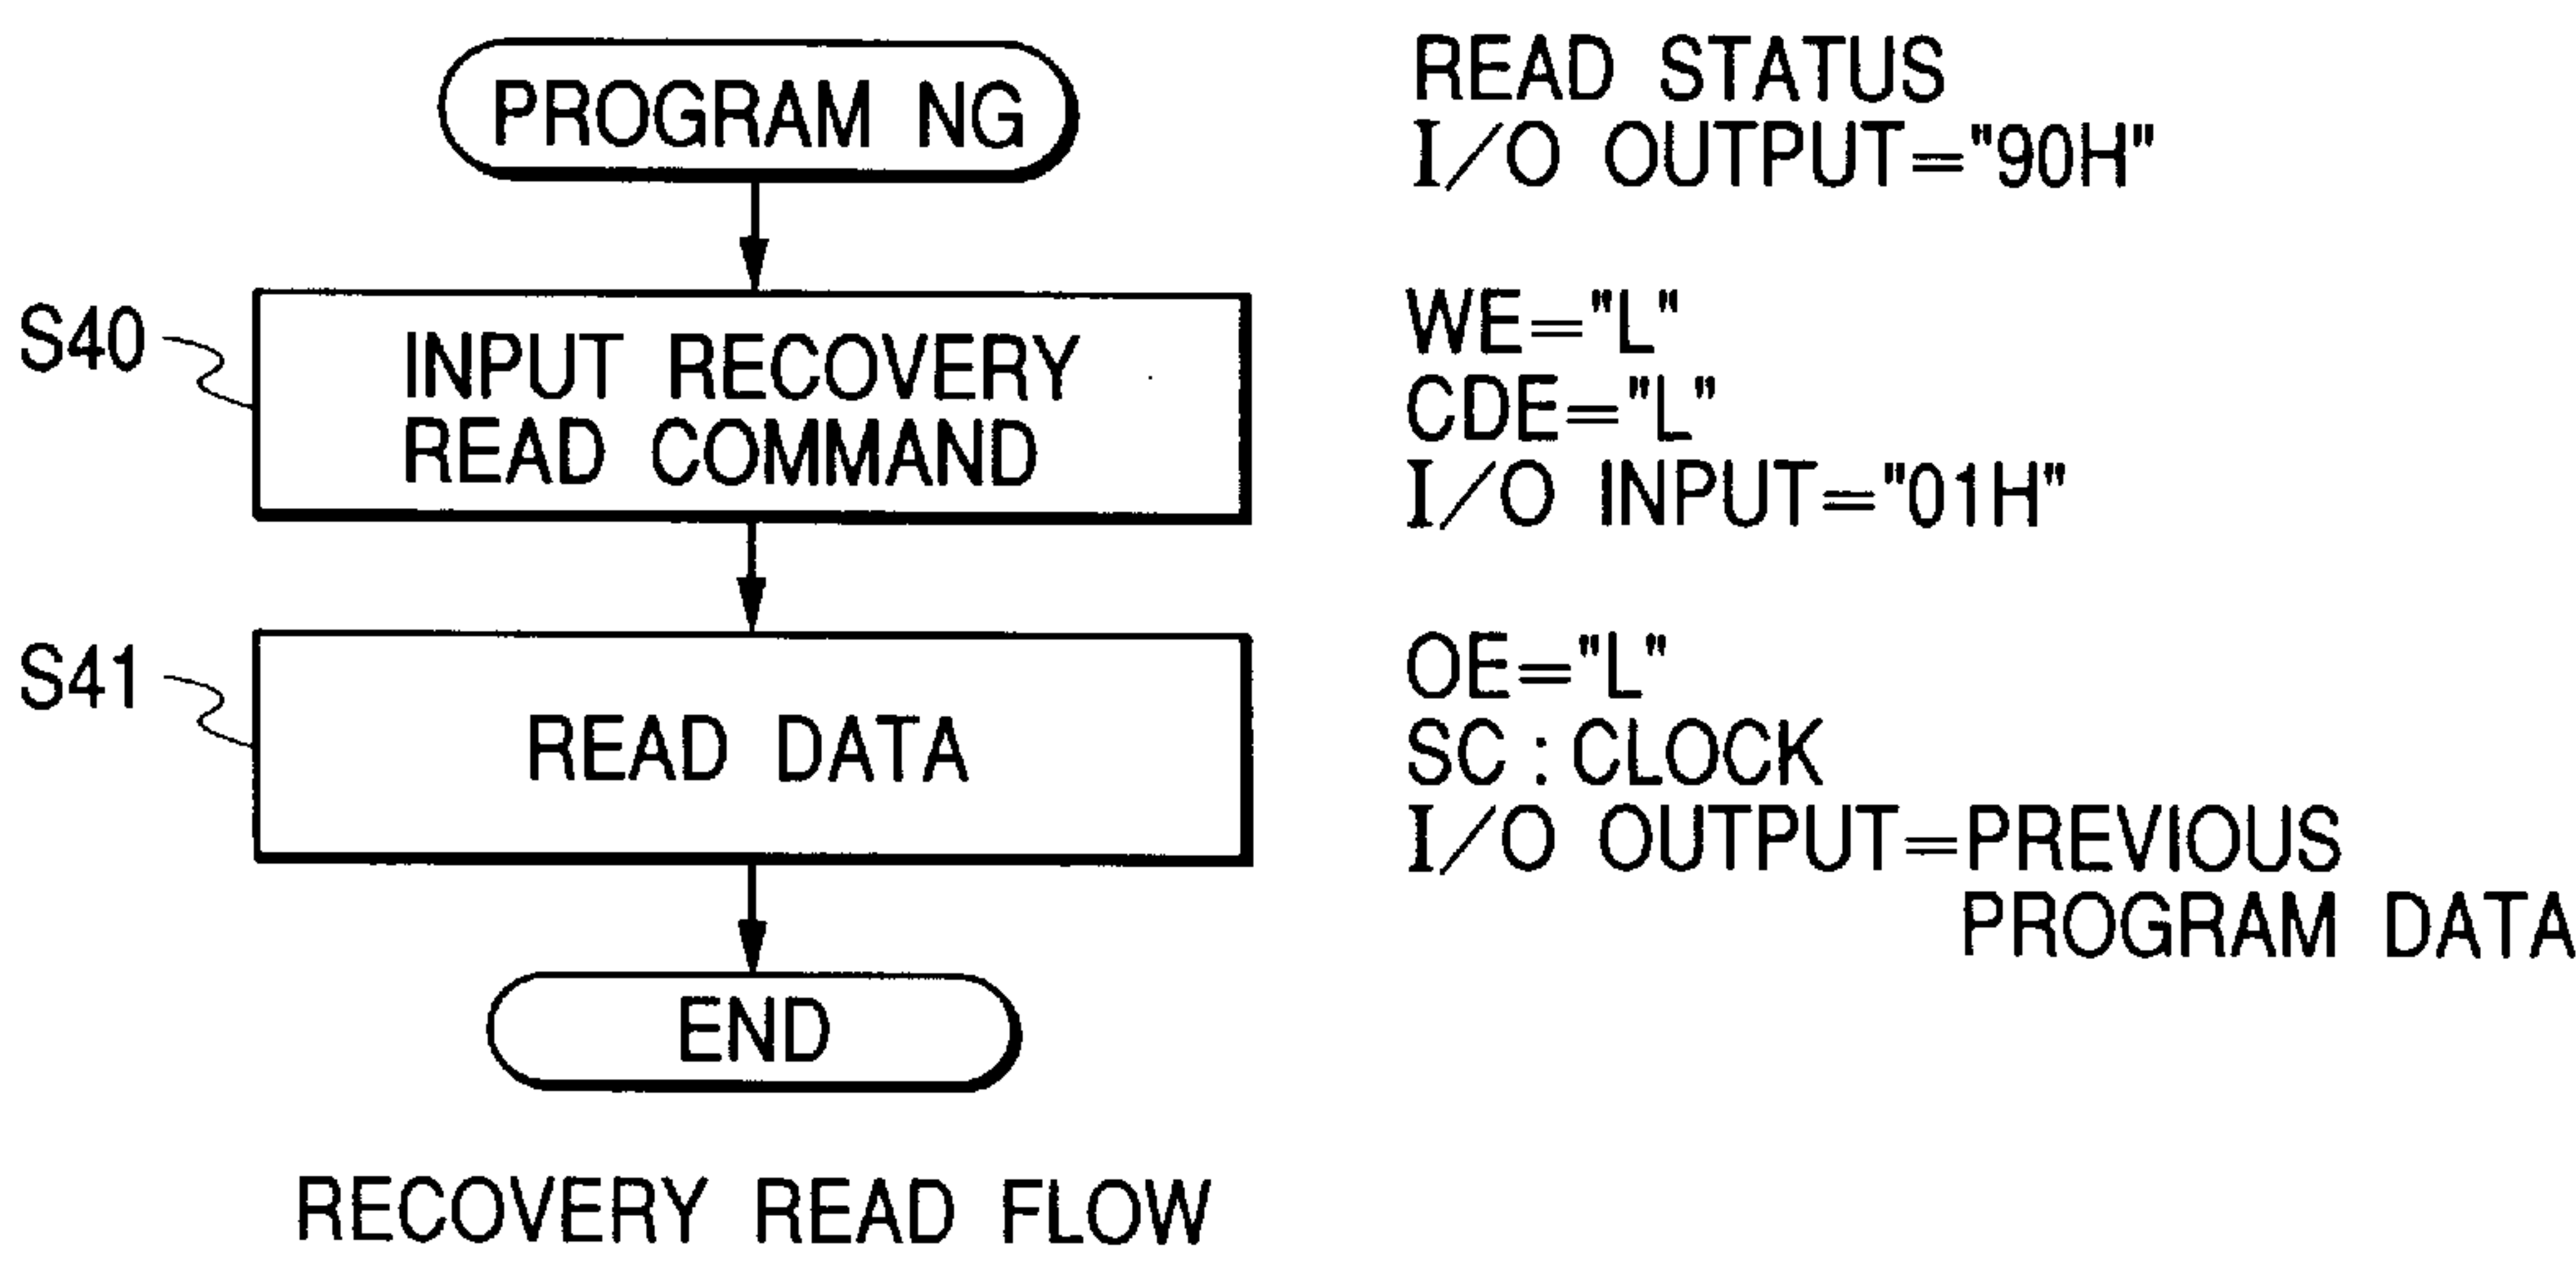 PROGRAM NG
READ STATUS
I/O OUTPUT="90H"
S40
INPUT RECOVERY
READ COMMAND
WE="L"
CDE="L"
I/O INPUT="01H"
S41
READ DATA
OE="L"
SC : CLOCK
I/O OUTPUT=PREVIOUS
PROGRAM DATA
END
RECOVERY READ FLOW